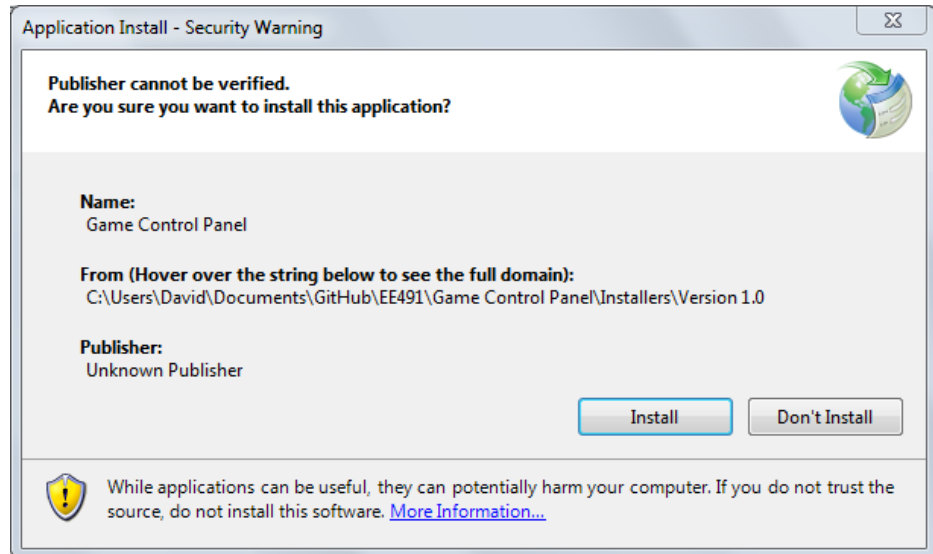 Application Install - Security Warning
Publisher cannot be verified.
Are you sure you want to install this application?
Name:
Game Control Panel
From (Hover over the string below to see the full domain):
C:\Users\David\Documents\GitHub\EE491\Game Control Panel\Installers\Version 1.0
Publisher:
Unknown Publisher
Install Don't Install
While applications can be useful, they can potentially harm your computer. If you do not trust the
source, do not install this software. More Information...